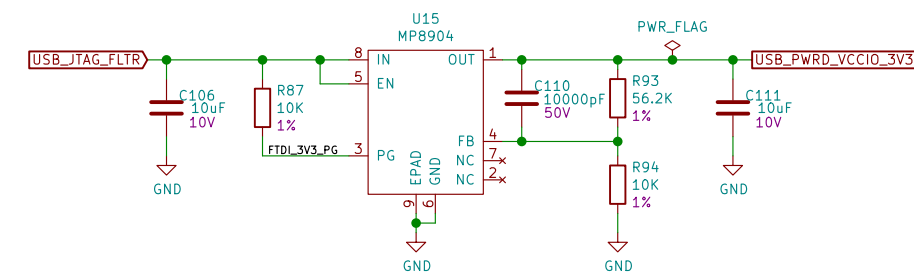 U15
MP8904
PWR_FLAG
USB_JTAG_FLTR
8 IN
OUT 1
USB_PWRD_VCCIO_3V3
5 EN
C106
10uF
10V
R87
10K
1%
C110
10000pF
50V
R93
56.2K
1%
C111
10uF
10V
FB 4
FTDI_3V3_PG
3 PG
NC 7
NC 2
EPAD
GND
9
6
R94
10K
1%
GND
GND
GND
GND